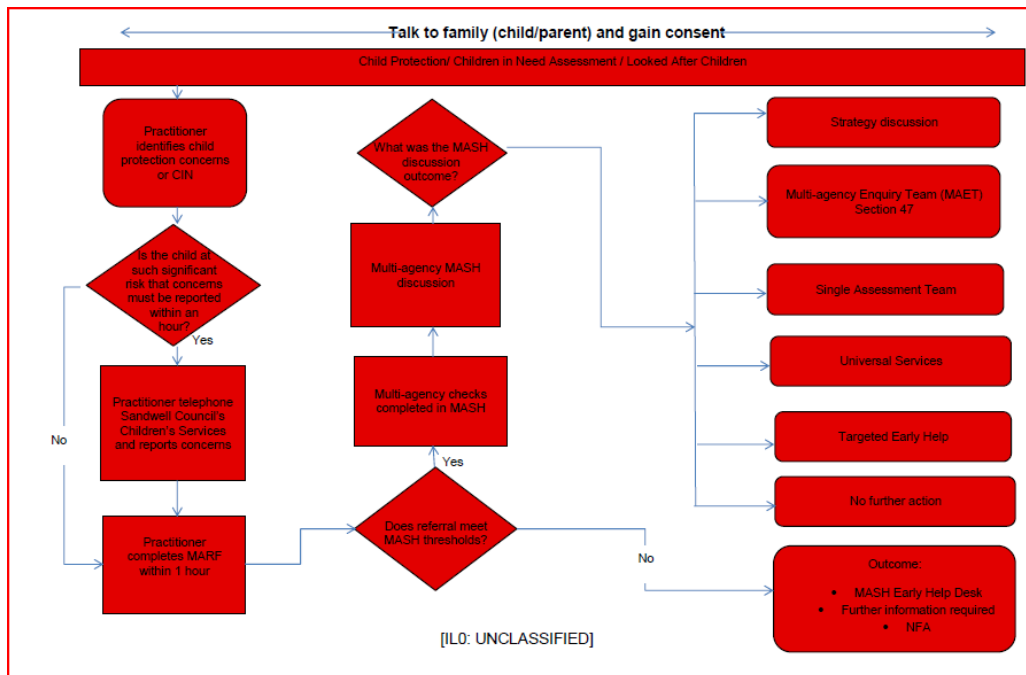 Talk to family (child/parent) and gain consent
Child Protection/ Children in Need Assessment / Looked After Children
Practitioner
identifies child
protection concerns
or CIN
Is the child at
such significant
risk that concerns
must be reported
within an
hour?
Yes
No
Practitioner telephone
Sandwell Council's
Children's Services
and reports concerns
Practitioner
completes MARF
within 1 hour
What was the MASH
discussion
outcome?
Multi-agency MASH
discussion
Multi-agency checks
completed in MASH
Yes
Does referral meet
MASH thresholds?
No
Strategy discussion
Multi-agency Enquiry Team (MAET)
Section 47
Single Assessment Team
Universal Services
Targeted Early Help
No further action
Outcome:
• MASH Early Help Desk
• Further information required
• NFA
[IL0: UNCLASSIFIED]